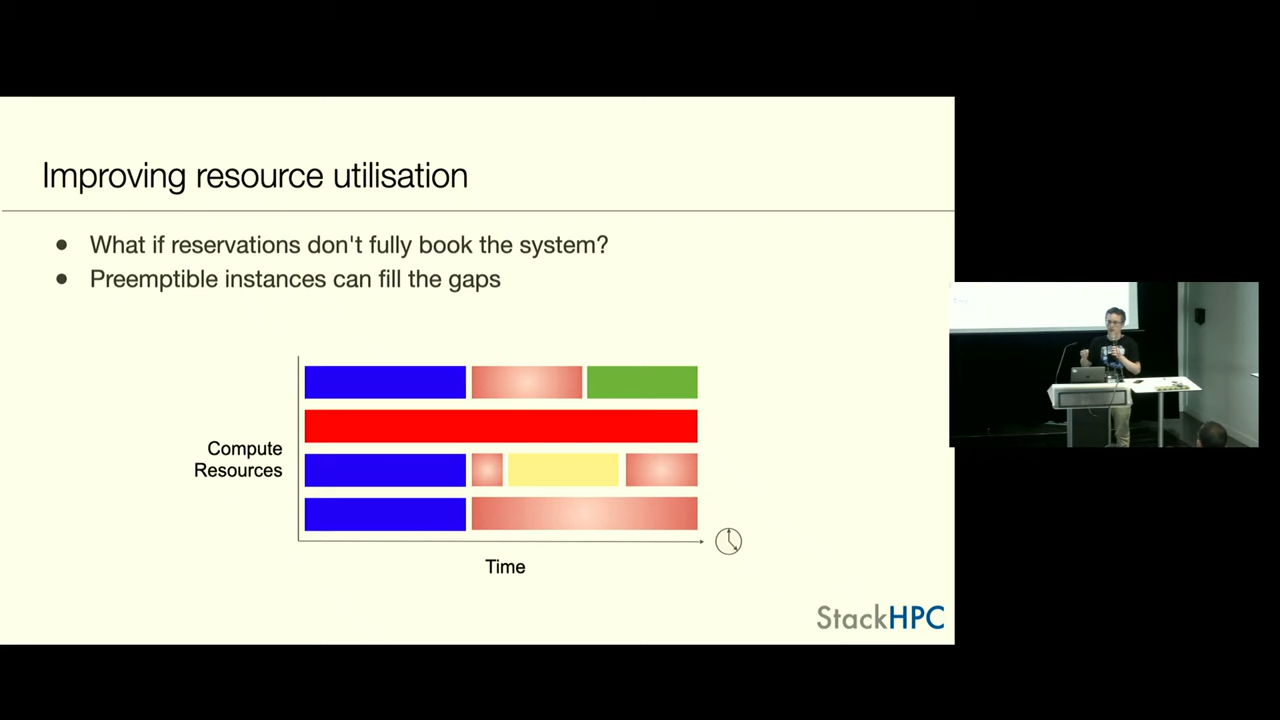 Improving resource utilisation
● What if reservations don't fully book the system?
● Preemptible instances can fill the gaps
Compute
Resources
Time
StackHPC